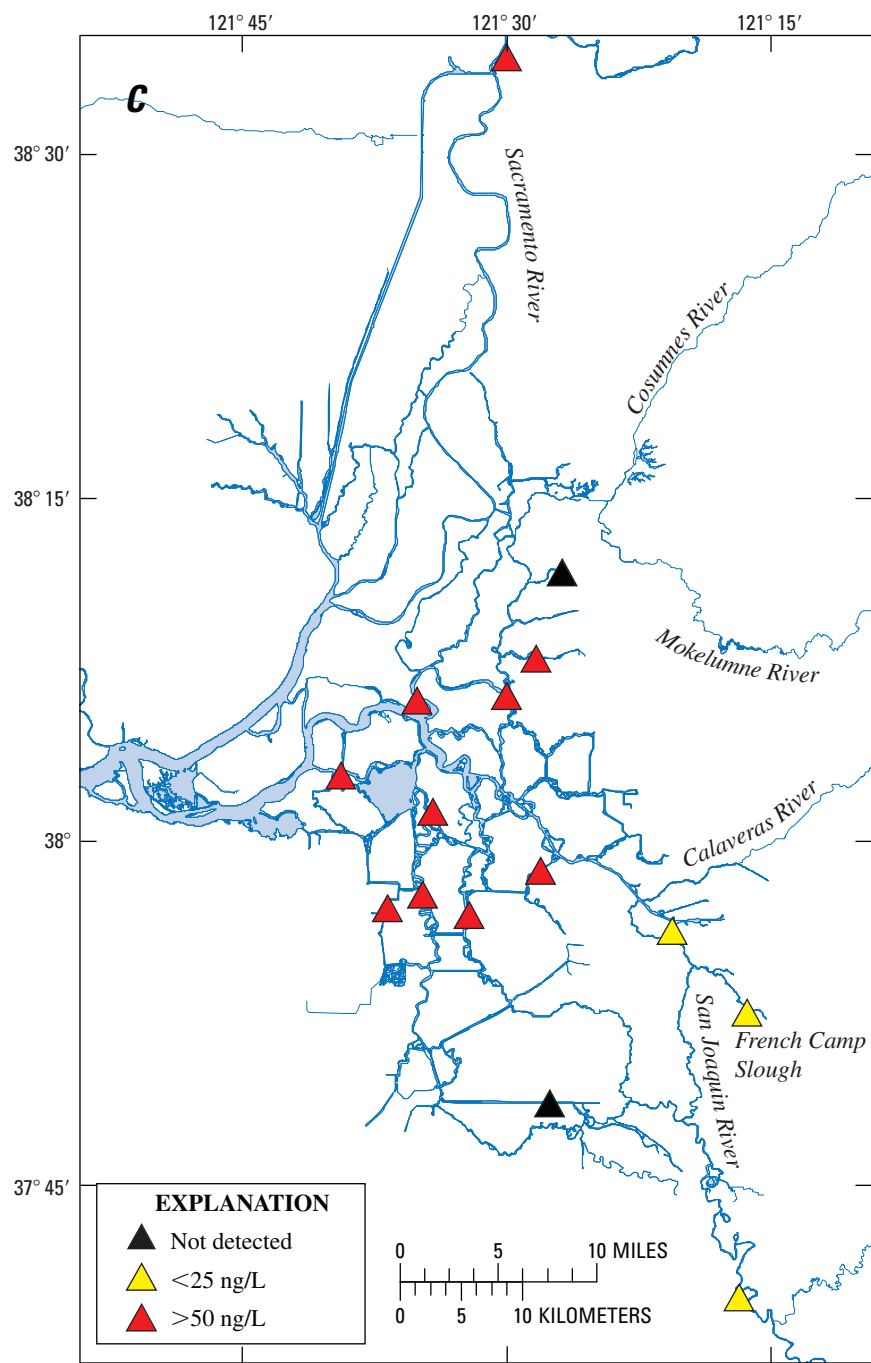 121° 45′ 121° 30′ 121° 15′
C
38° 30′
Sacramento River
Cosumnes River
38° 15′
Mokelumne River
38°
Calaveras River
San Joaquin River
French Camp
Slough
37° 45′
EXPLANATION
Not detected
<25 ng/L
>50 ng/L
0 5 10 MILES
0 5 10 KILOMETERS